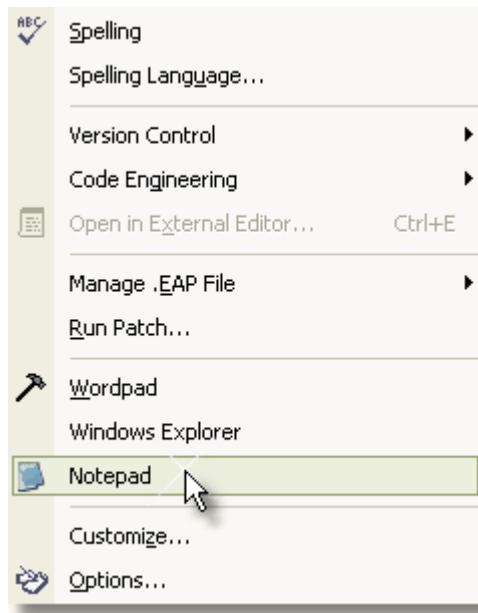 ABC
Spelling
Spelling Language...
Version Control
Code Engineering
Open in External Editor... Ctrl+E
Manage .EAP File
Run Patch...
Wordpad
Windows Explorer
Notepad
Customize...
Options...